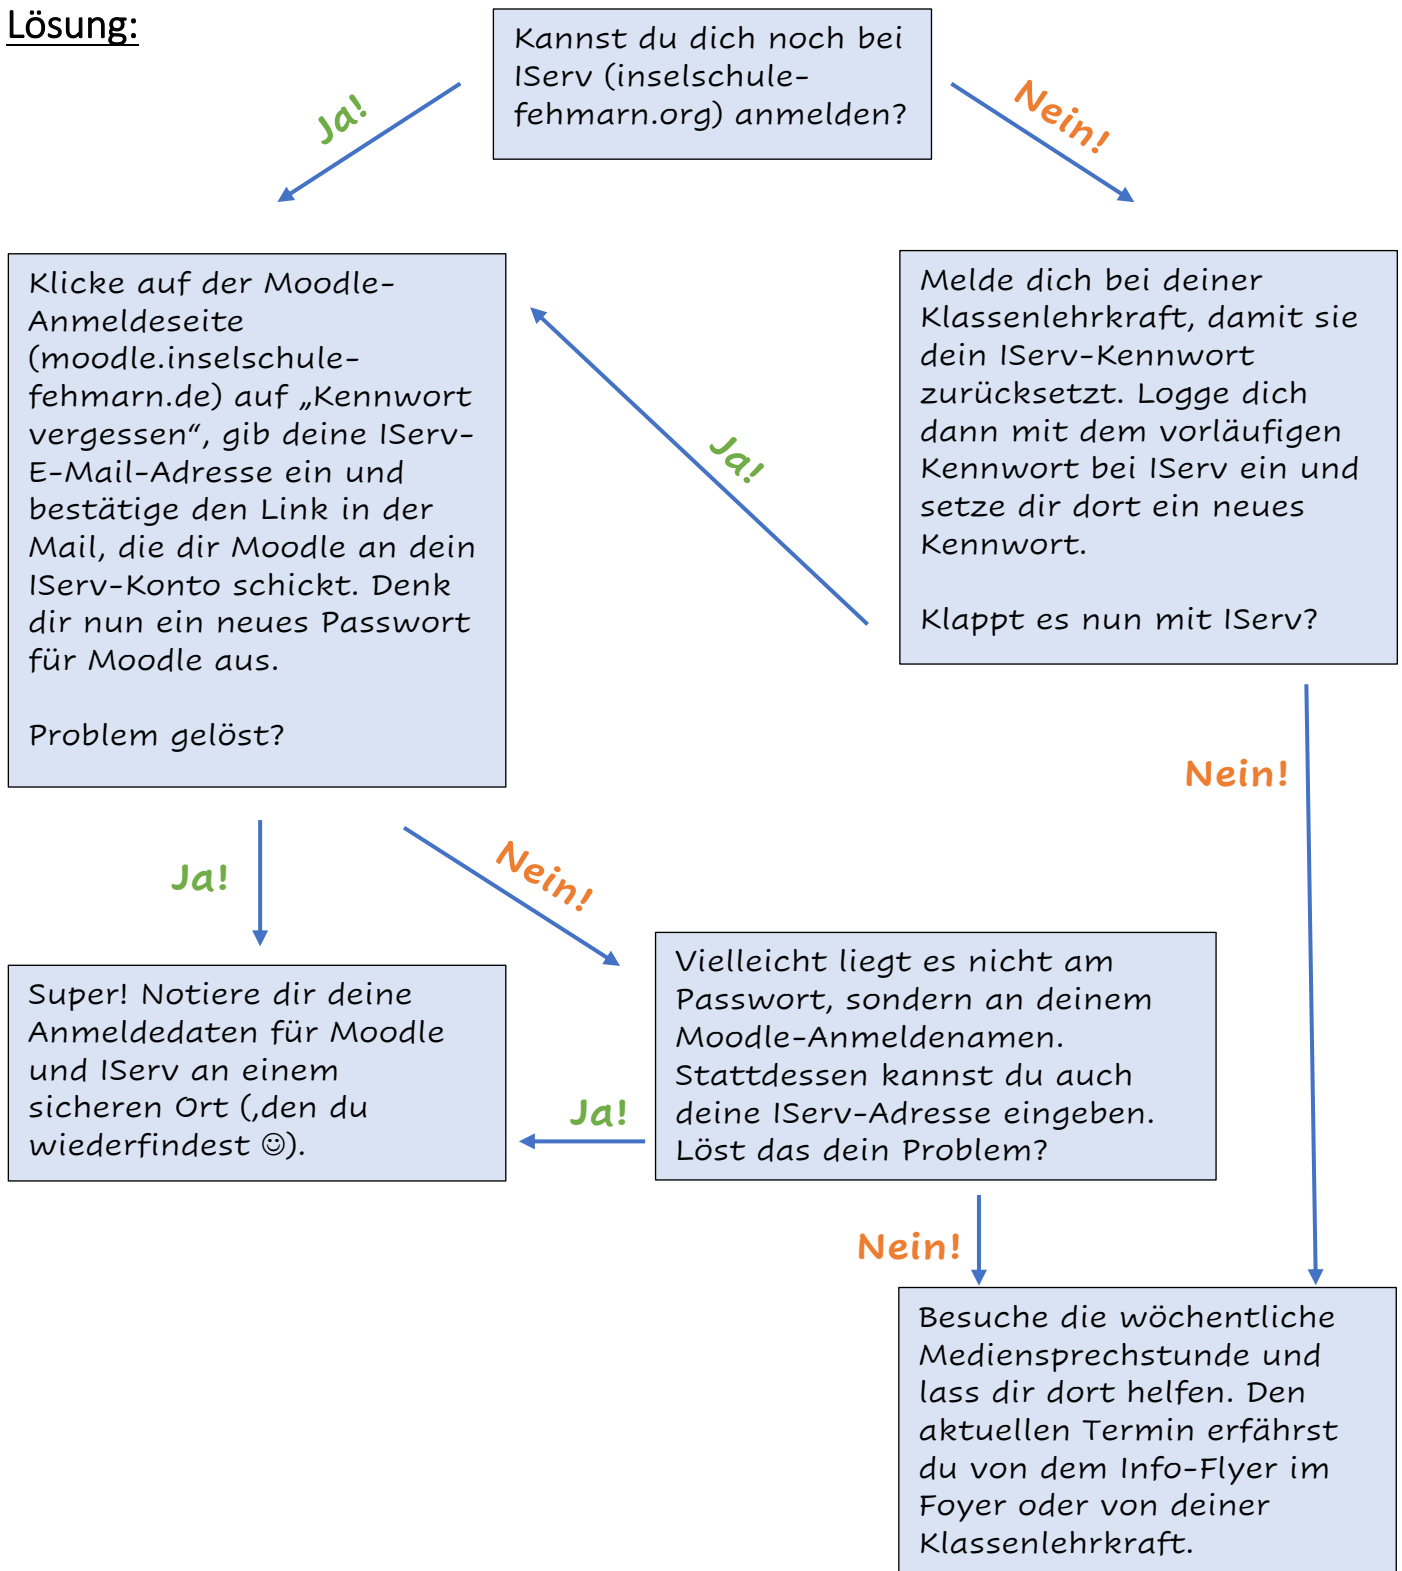 Lösung:
Kannst du dich noch bei
IServ (inselschule-
fehmarn.org) anmelden?
Ja!
Nein!
Klicke auf der Moodle-
Anmeldeseite
(moodle.inselschule-
fehmarn.de) auf „Kennwort
vergessen“, gib deine IServ-
E-Mail-Adresse ein und
bestätige den Link in der
Mail, die dir Moodle an dein
IServ-Konto schickt. Denk
dir nun ein neues Passwort
für Moodle aus.
Problem gelöst?
Melde dich bei deiner
Klassenlehrkraft, damit sie
dein IServ-Kennwort
zurücksetzt. Logge dich
dann mit dem vorläufigen
Kennwort bei IServ ein und
setze dir dort ein neues
Kennwort.
Klappt es nun mit IServ?
Ja!
Nein!
Ja!
Nein!
Super! Notiere dir deine
Anmeldedaten für Moodle
und IServ an einem
sicheren Ort (,den du
wiederfindest ☺).
Vielleicht liegt es nicht am
Passwort, sondern an deinem
Moodle-Anmeldenamen.
Stattdessen kannst du auch
deine IServ-Adresse eingeben.
Löst das dein Problem?
Ja!
Nein!
Besuche die wöchentliche
Mediensprechstunde und
lass dir dort helfen. Den
aktuellen Termin erfährst
du von dem Info-Flyer im
Foyer oder von deiner
Klassenlehrkraft.